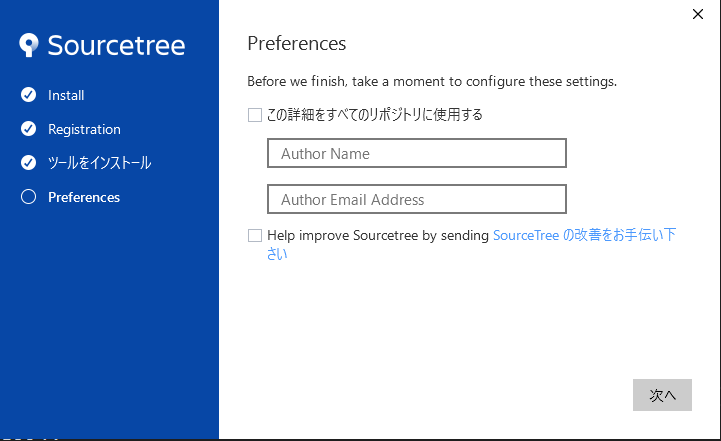 Sourcetree
Install
Registration
ツールをインストール
Preferences
Preferences
Before we finish, take a moment to configure these settings.
この詳細をすべてのリポジトリに使用する
Author Name
Author Email Address
Help improve Sourcetree by sending SourceTree の改善をお手伝い下
さい
次へ